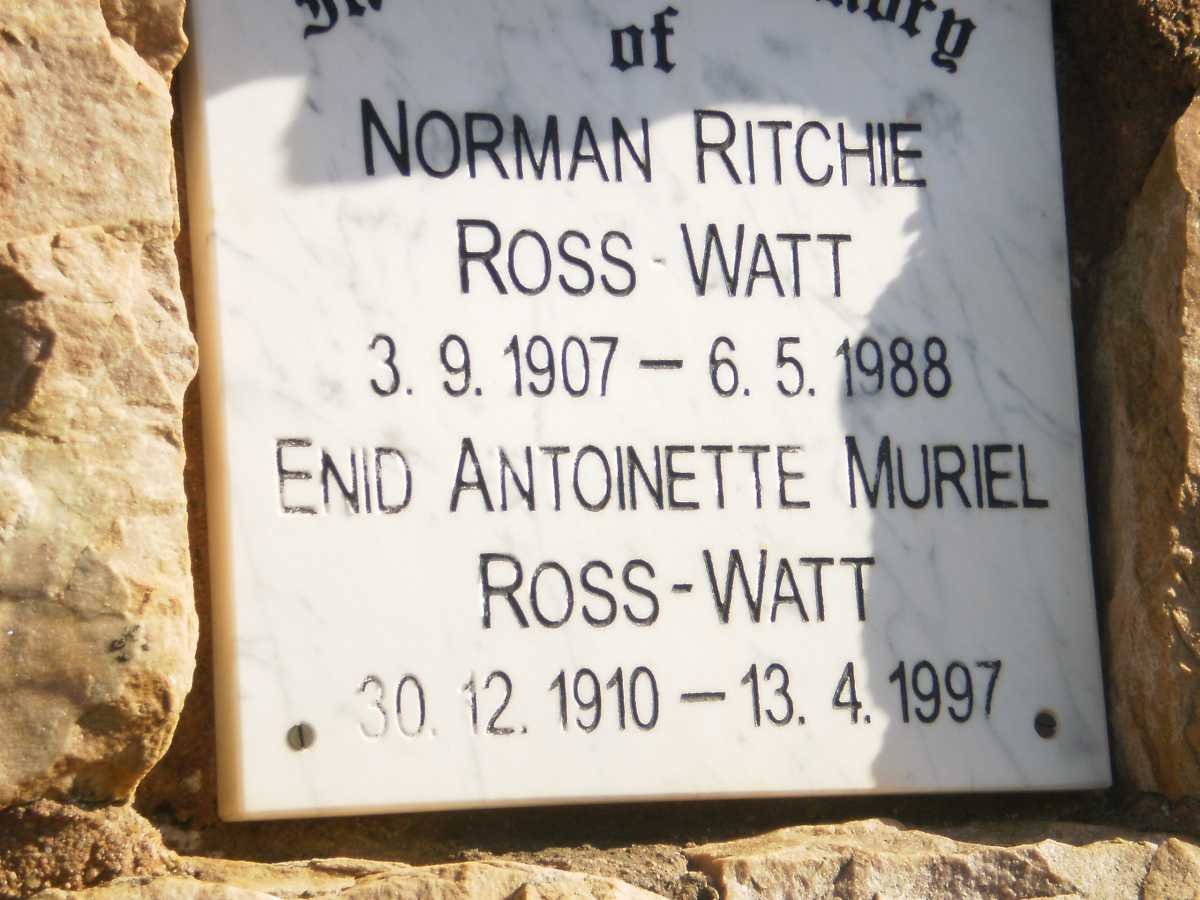 In
of
NORMAN RITCHIE
ROSS-WATT
3. 9. 1907 – 6. 5. 1988
ENID ANTOINETTE MURIEL
ROSS-WATT
30. 12. 1910 – 13. 4. 1997